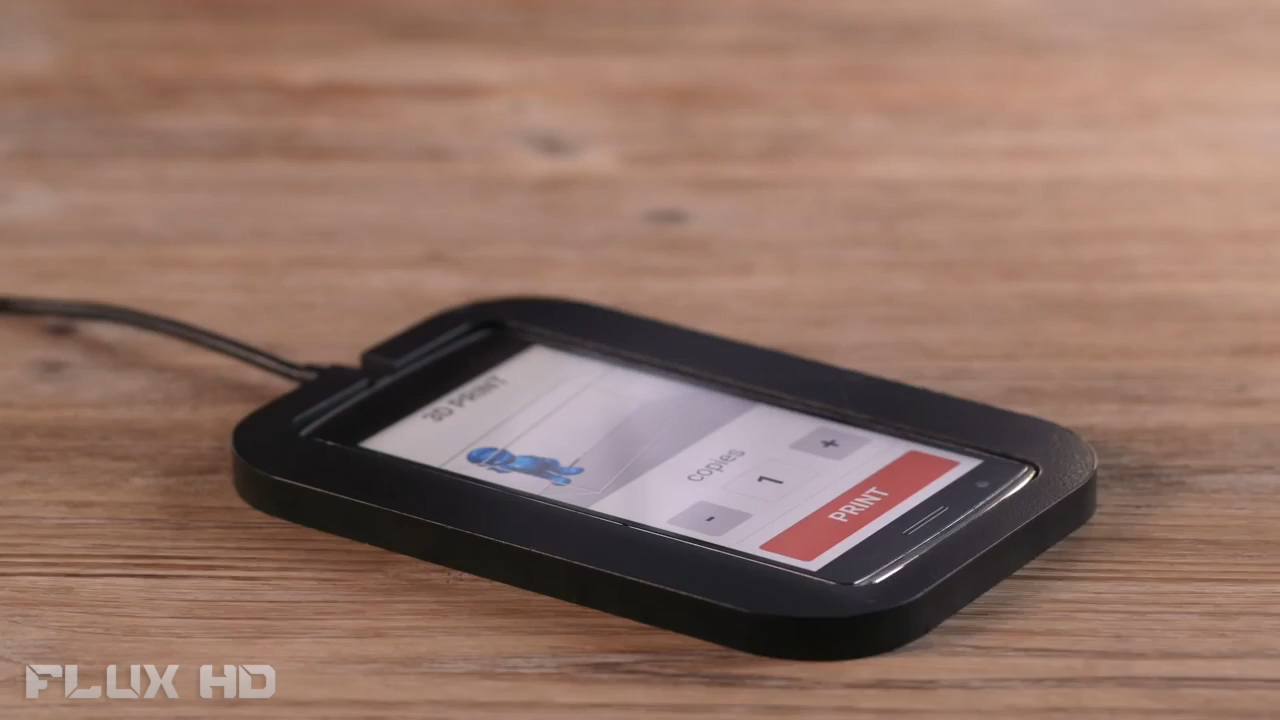 3D PRINT
copies
- 1 +
PRINT
FLUX HD